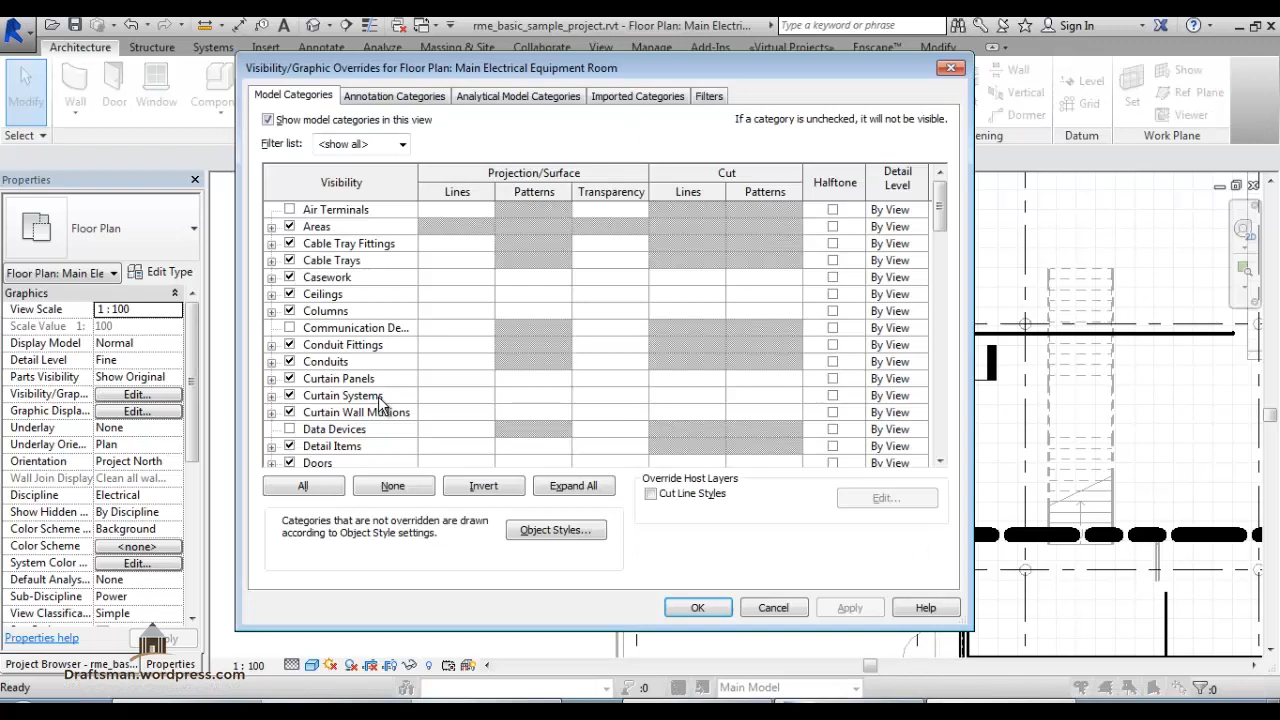 rme_basic_sample_project.rvt - Floor Plan: Main Electri...
Type a keyword or phrase
Sign In
Architecture Structure Systems Insert Annotate Analyze Massing & Site Collaborate View Manage Add-Ins «Virtual Projects» Enscape™ Modify
Modify
Wall
Door
Window
Compon
Wall
Vertical
Dormer
Level
Grid
Set
Show
Ref Plane
Viewer
Select
Datum
Work Plane
Visibility/Graphic Overrides for Floor Plan: Main Electrical Equipment Room
Model Categories Annotation Categories Analytical Model Categories Imported Categories Filters
Show model categories in this view
If a category is unchecked, it will not be visible.
Filter list: <show all>
Visibility
Projection/Surface
Cut
Halftone
Detail Level
Lines Patterns Transparency Lines Patterns
Air Terminals By View
Areas By View
Cable Tray Fittings By View
Cable Trays By View
Casework By View
Ceilings By View
Columns By View
Communication De... By View
Conduit Fittings By View
Conduits By View
Curtain Panels By View
Curtain Systems By View
Curtain Wall Mullions By View
Data Devices By View
Detail Items By View
Doors By View
All None Invert Expand All
Override Host Layers
Cut Line Styles
Edit...
Categories that are not overridden are drawn
according to Object Style settings.
Object Styles...
OK Cancel Apply Help
Properties
Floor Plan
Floor Plan: Main Ele Edit Type
Graphics
View Scale 1 : 100
Scale Value 1: 100
Display Model Normal
Detail Level Fine
Parts Visibility Show Original
Visibility/Grap... Edit...
Graphic Displa... Edit...
Underlay None
Underlay Orie... Plan
Orientation Project North
Wall Join Display
Discipline Electrical
Show Hidden ... By Discipline
Color Scheme ... Background
Color Scheme <none>
System Color ... Edit...
Default Analys... None
Sub-Discipline Power
View Classifica... Simple
Properties help
Project Browser - rme_bas... Properties
Draftsman.wordpress.com
1 : 100
Ready
:0
Main Model
:0